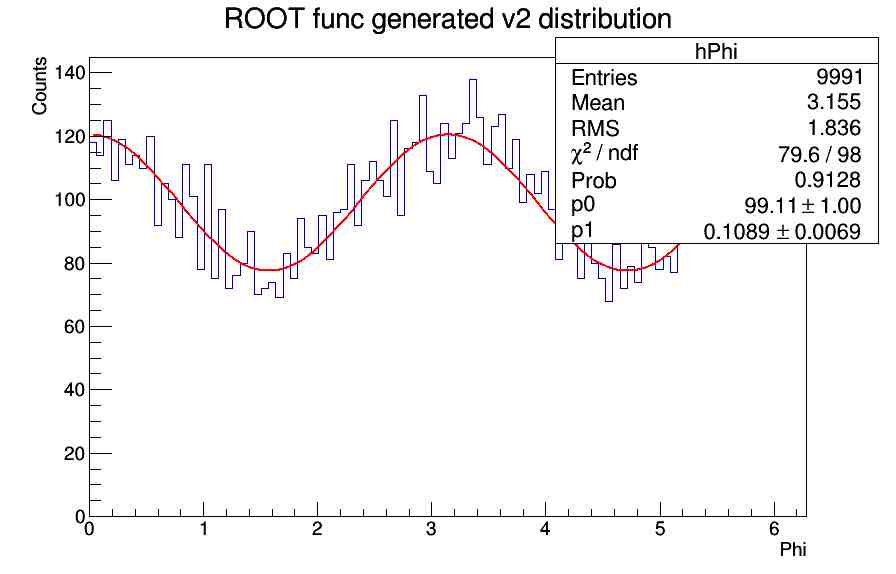 ROOT func generated v2 distribution
Counts
hPhi
Entries 9991
Mean 3.155
RMS 1.836
χ² / ndf 79.6 / 98
Prob 0.9128
p0 99.11 ± 1.00
p1 0.1089 ± 0.0069
140
120
100
80
60
40
20
0
0 1 2 3 4 5 6
Phi